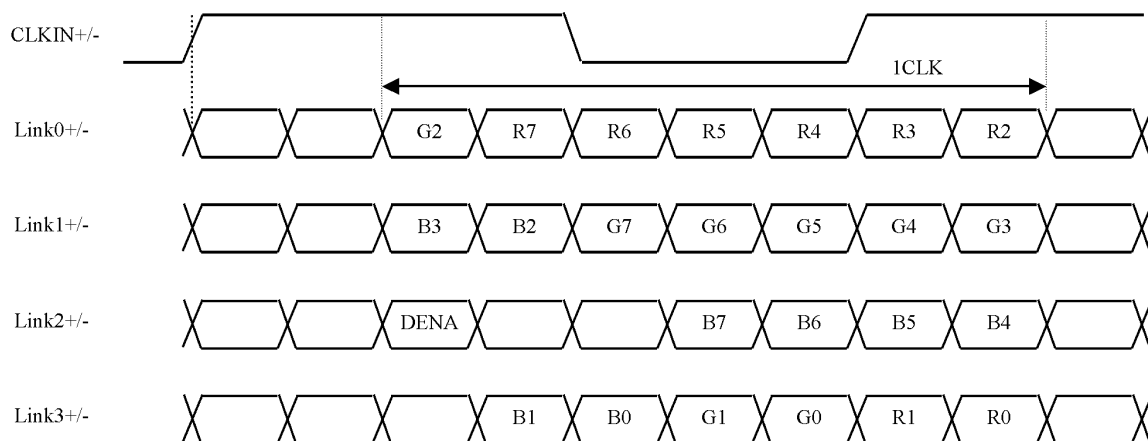 CLKIN+/-
1CLK
Link0+/- G2 R7 R6 R5 R4 R3 R2
Link1+/- B3 B2 G7 G6 G5 G4 G3
Link2+/- DENA B7 B6 B5 B4
Link3+/- B1 B0 G1 G0 R1 R0